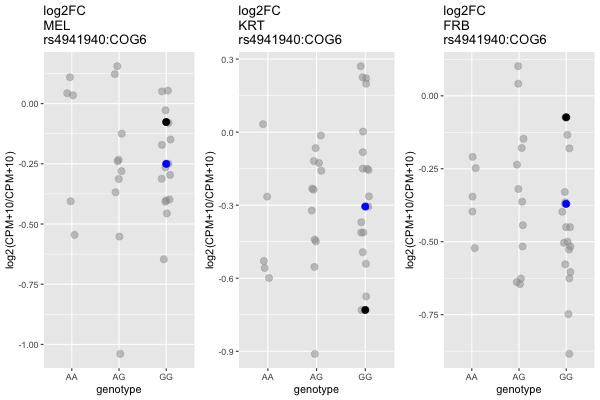 log2FC
MEL
rs4941940:COG6
log2(CPM+10/CPM+10)
0.00
-0.25
-0.50
-0.75
-1.00
AA AG GG
genotype
log2FC
KRT
rs4941940:COG6
log2(CPM+10/CPM+10)
0.3
0.0
-0.3
-0.6
-0.9
AA AG GG
genotype
log2FC
FRB
rs4941940:COG6
log2(CPM+10/CPM+10)
0.00
-0.25
-0.50
-0.75
AA AG GG
genotype